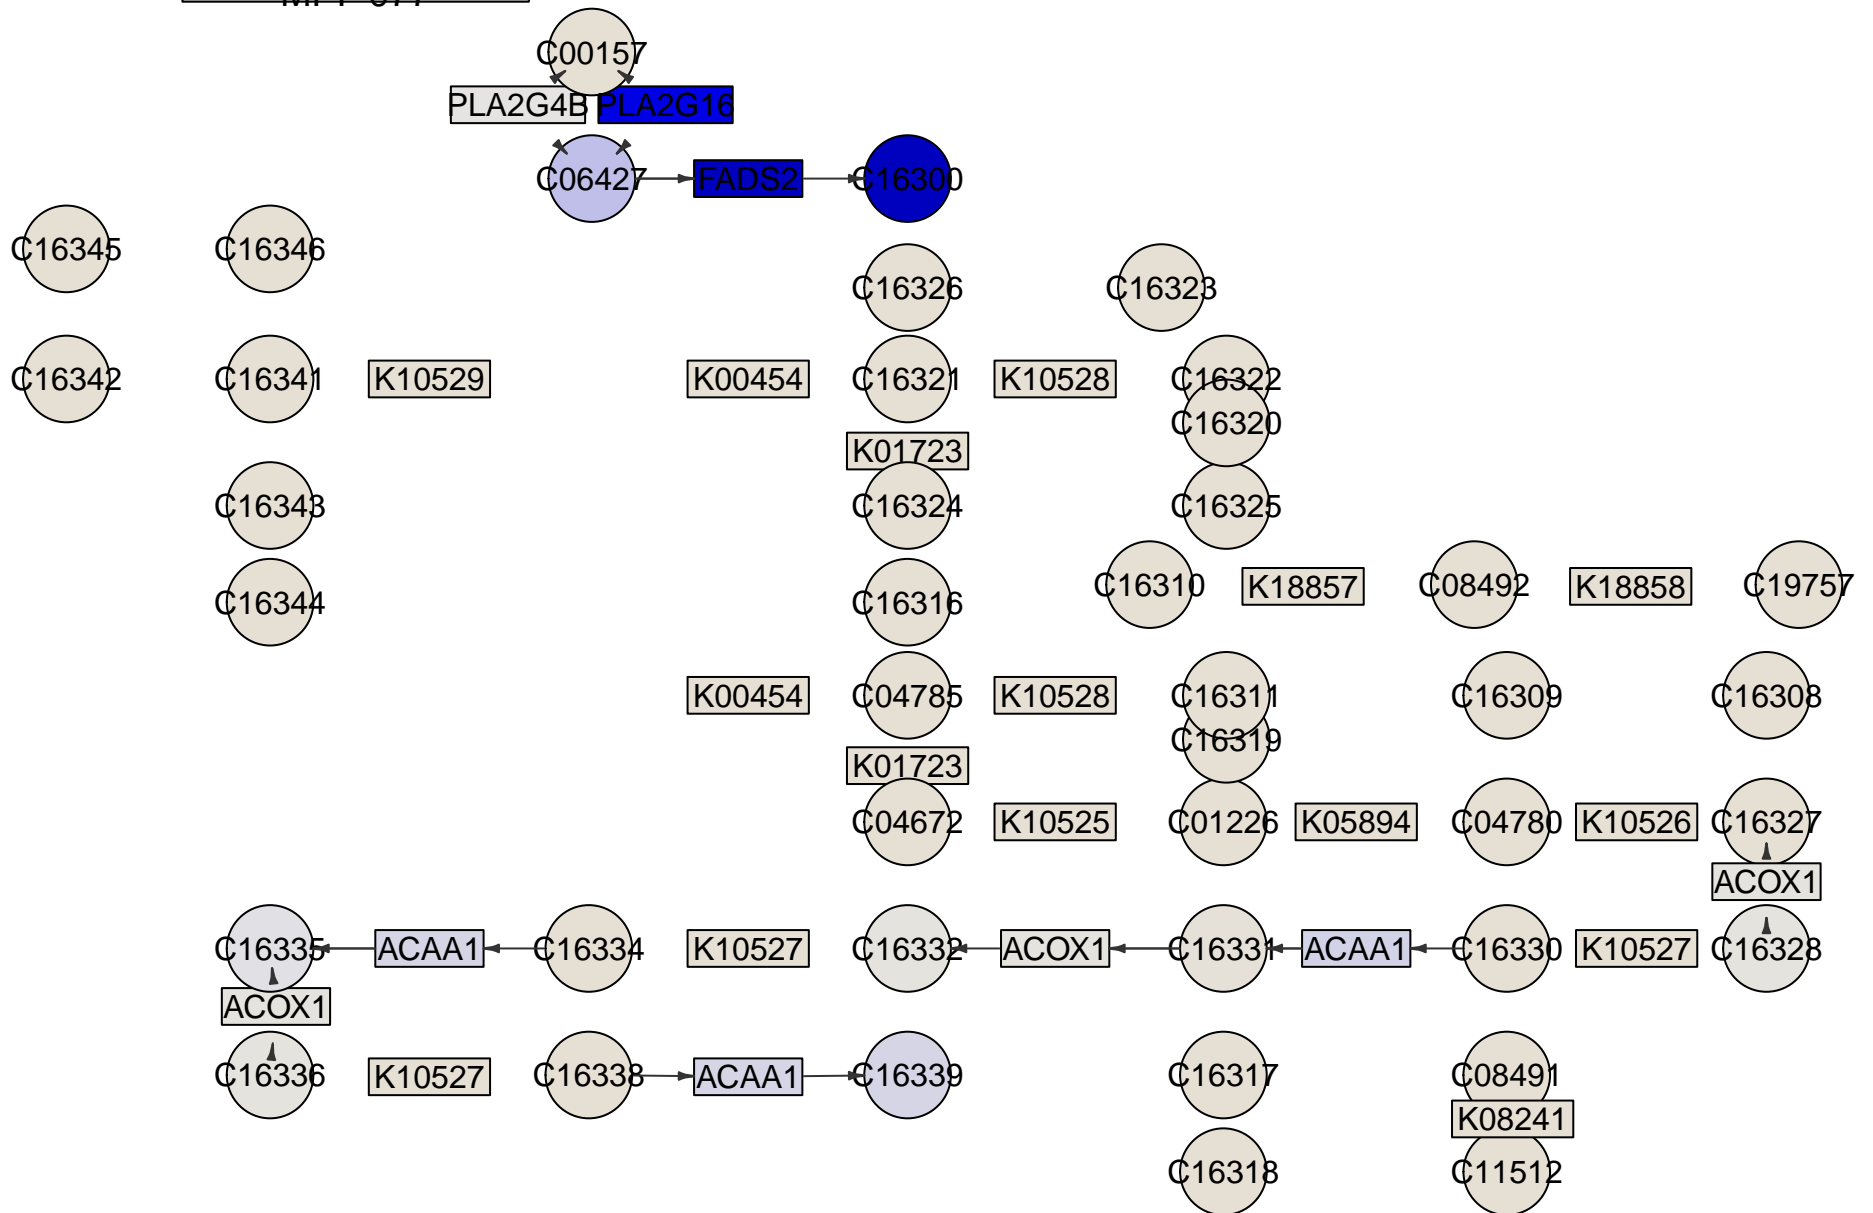 C00157
PLA2G4B PLA2G16
C06427 FADS2 C16300
C16345 C16346
C16326 C16323
C16342 C16341 K10529 K00454 C16321 K10528 C16322
C16320
K01723
C16343 C16324 C16325
C16310 K18857 C08492 K18858 C19757
C16344 C16316
K00454 C04785 K10528 C16311 C16309 C16308
C16319
K01723
C04672 K10525 C01226 K05894 C04780 K10526 C16327
ACOX1
C16335 ACAA1 C16334 K10527 C16332 ACOX1 C16331 ACAA1 C16330 K10527 C16328
ACOX1
C16336 K10527 C16338 ACAA1 C16339 C16317 C08491
K08241
C16318 C11512